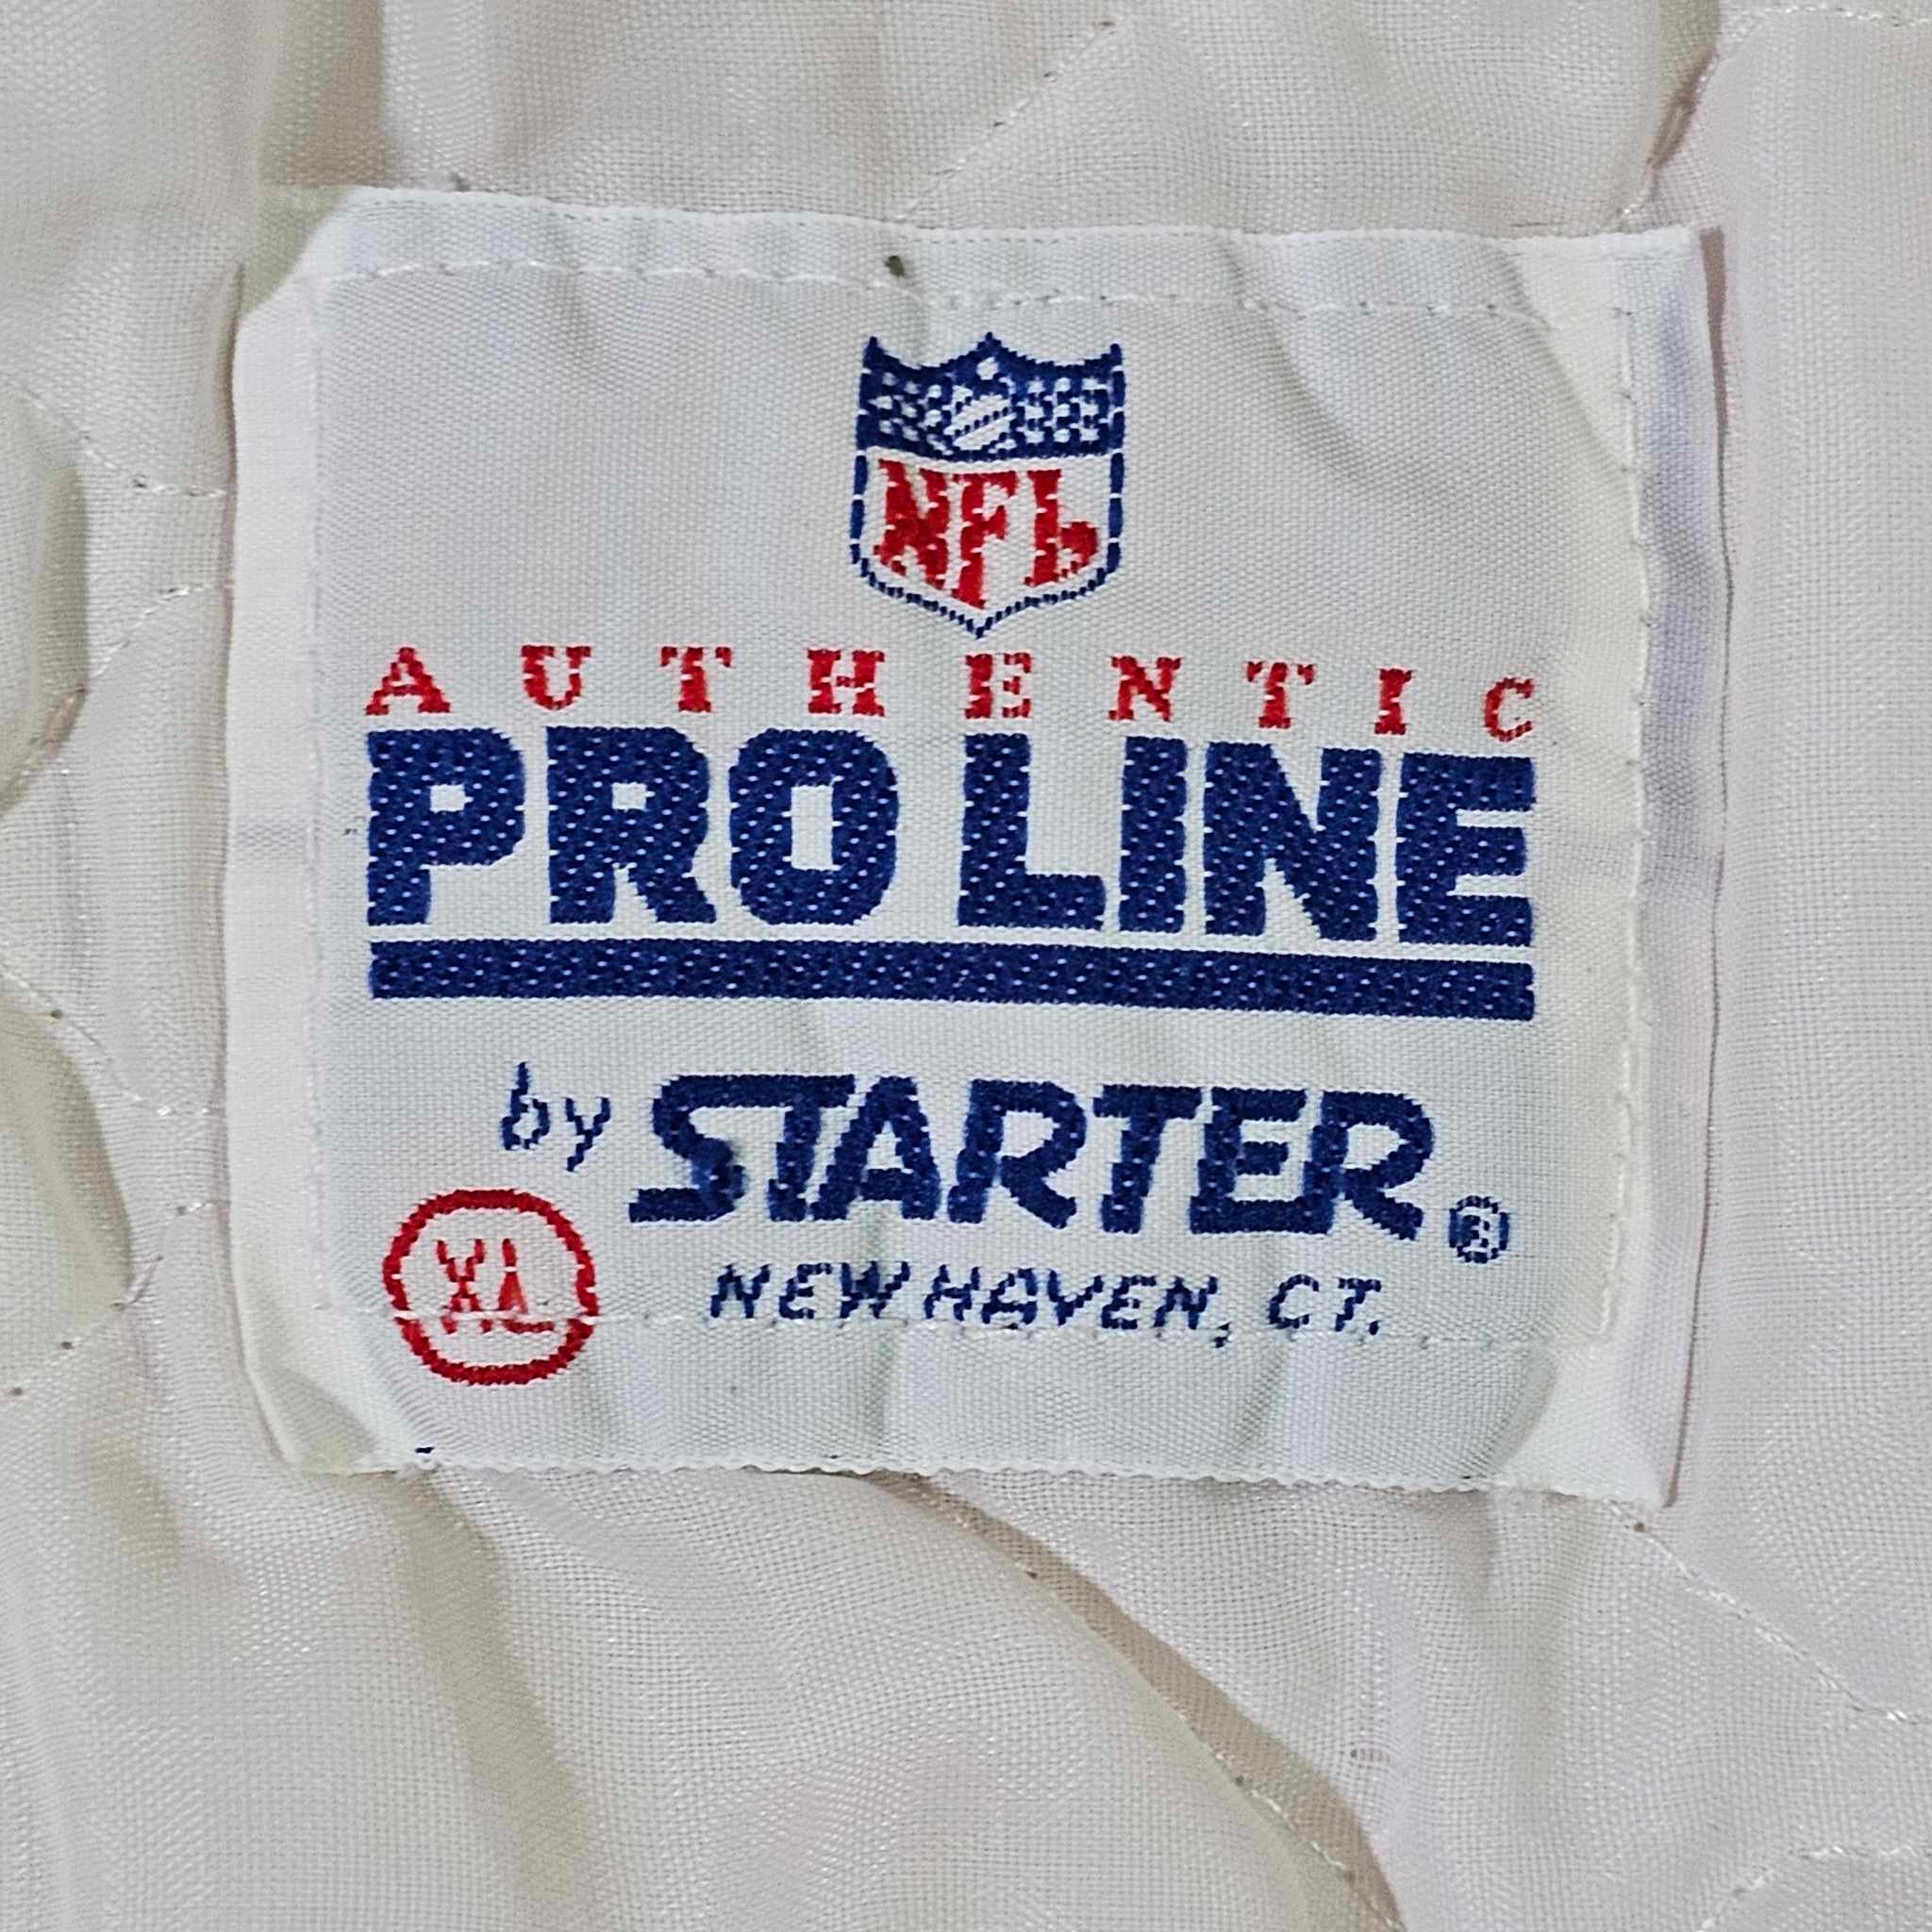 NFL
AUTHENTIC
PRO LINE
by STARTER®
XL
NEW HAVEN, CT.